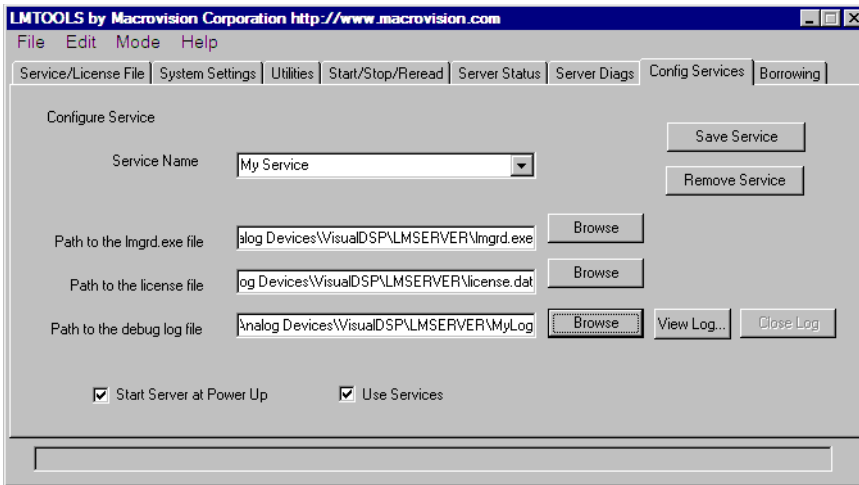 LMTOOLS by Macrovision Corporation http://www.macrovision.com
File Edit Mode Help
Service/License File System Settings Utilities Start/Stop/Reread Server Status Server Diags Config Services Borrowing
Configure Service
Save Service
Service Name My Service
Remove Service
Path to the lmgrd.exe file alog Devices\VisualDSP\LMSERVER\lmgrd.exe Browse
Path to the license file og Devices\VisualDSP\LMSERVER\license.dat Browse
Path to the debug log file Analog Devices\VisualDSP\LMSERVER\MyLog Browse View Log... Close Log
Start Server at Power Up Use Services